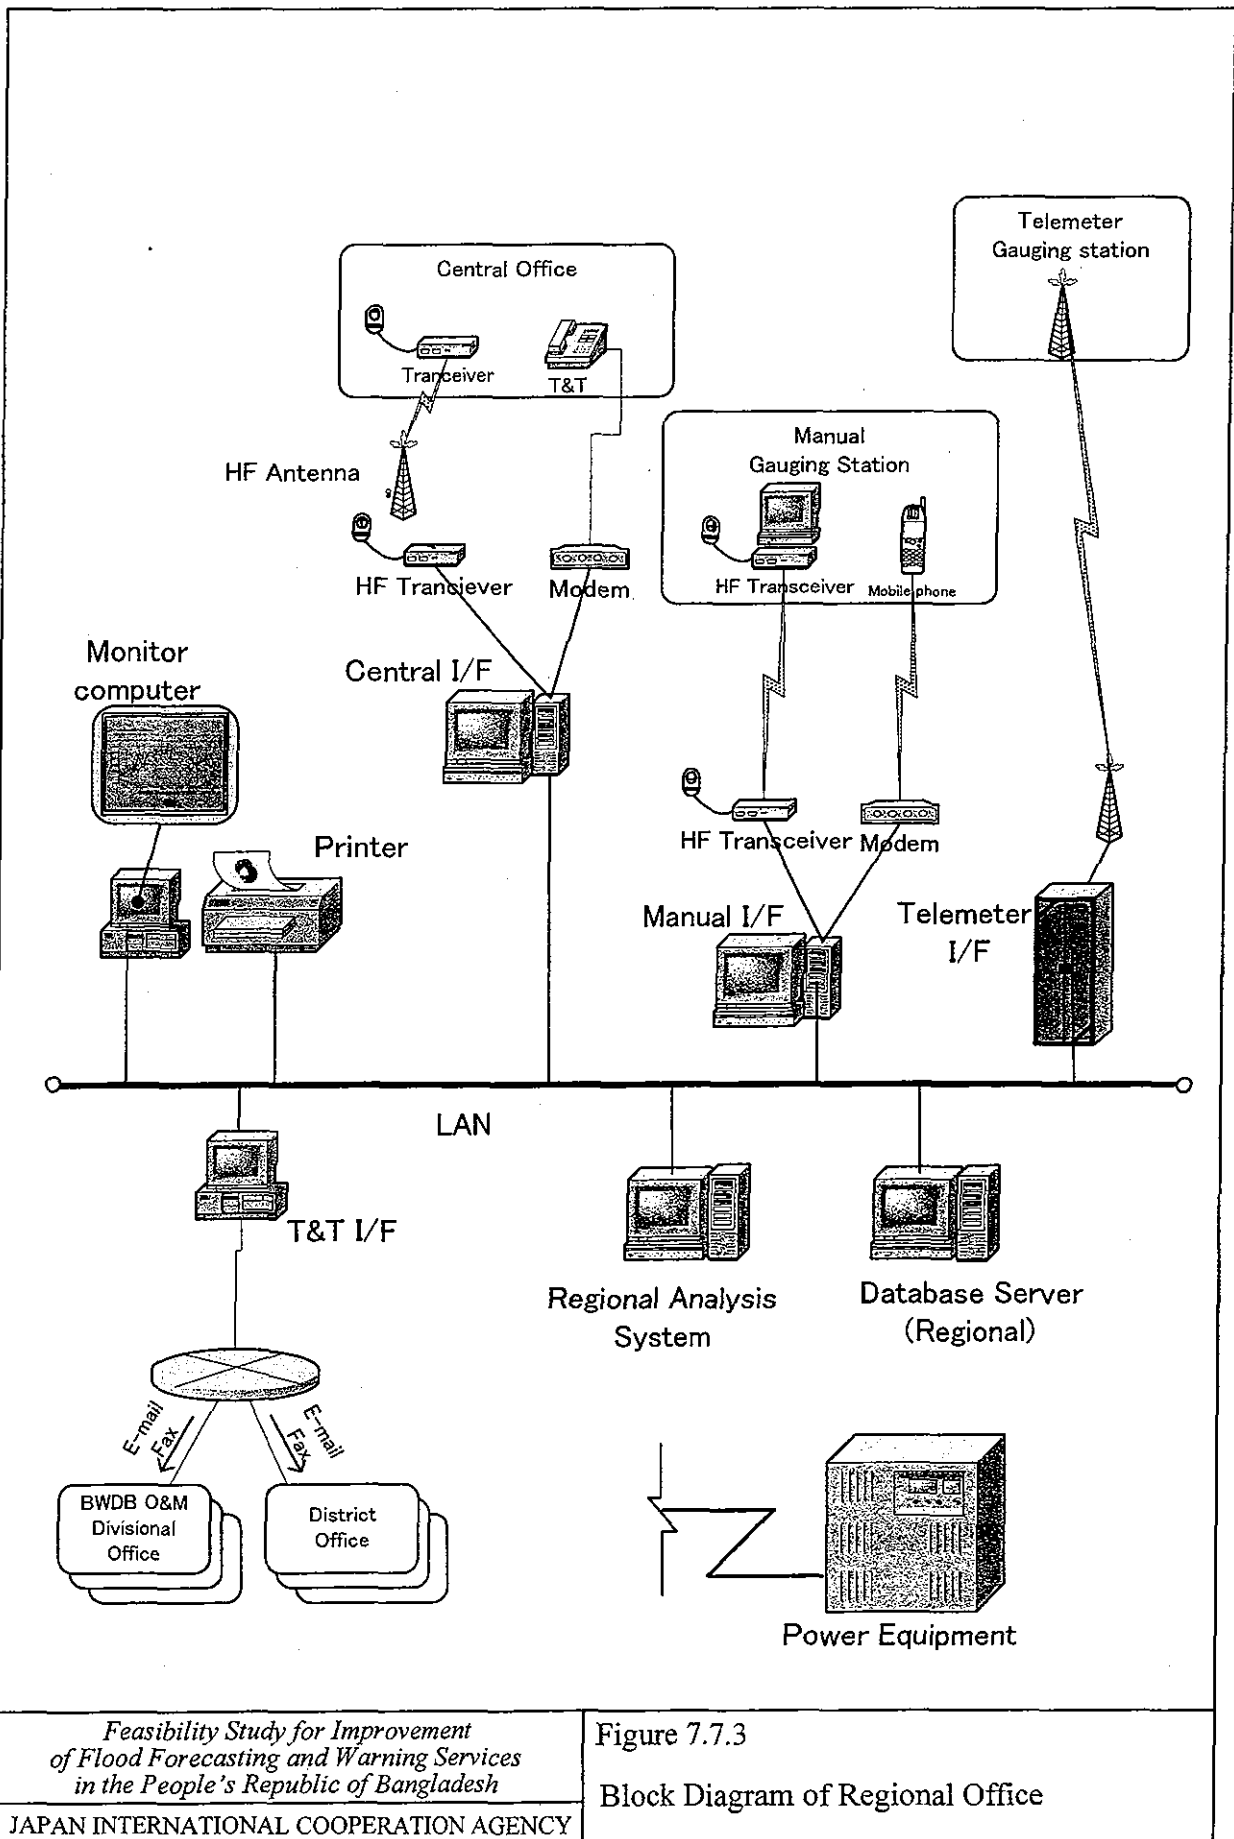 Telemeter
Gauging station
Central Office
Tranceiver
T&T
HF Antenna
Manual
Gauging Station
HF Transceiver
Mobile phone
HF Tranciever
Modem
Monitor
computer
Central I/F
Printer
HF Transceiver
Modem
Manual I/F
Telemeter
I/F
LAN
T&T I/F
Regional Analysis
System
Database Server
(Regional)
E-mail
Fax
E-mail
Fax
BWDB O&M
Divisional
Office
District
Office
Power Equipment
Feasibility Study for Improvement
of Flood Forecasting and Warning Services
in the People's Republic of Bangladesh
JAPAN INTERNATIONAL COOPERATION AGENCY
Figure 7.7.3
Block Diagram of Regional Office